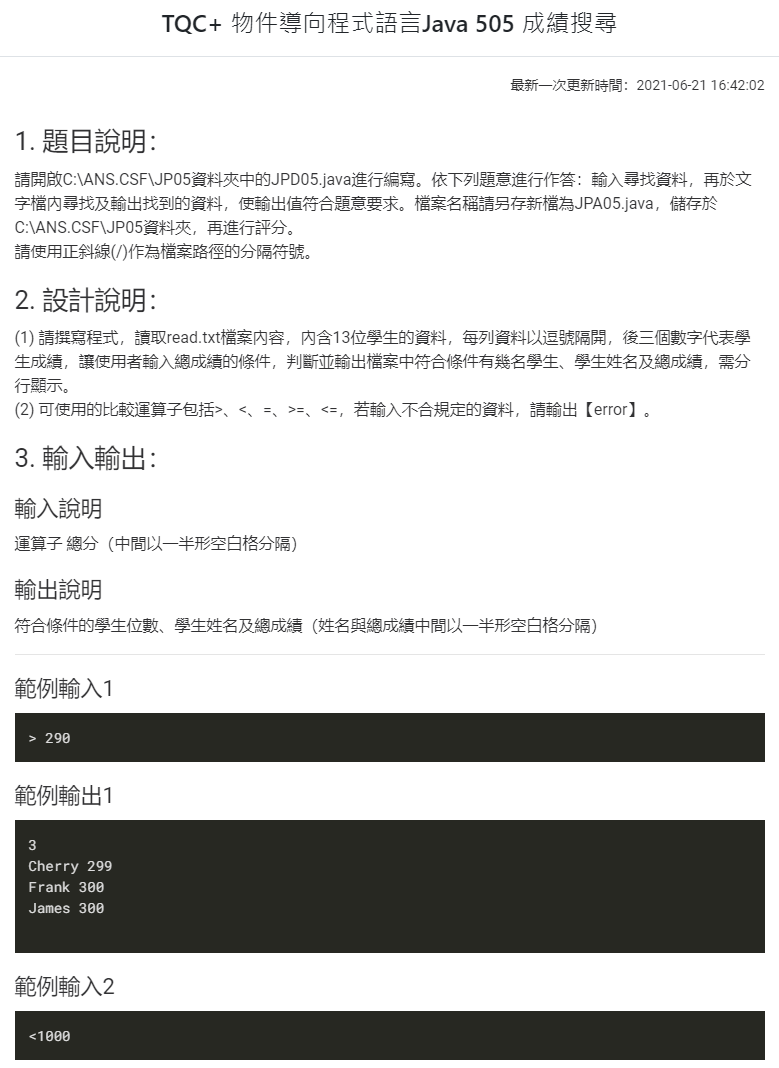 TQC+ 物件導向程式語言Java 505 成績搜尋
最新一次更新時間：2021-06-21 16:42:02
1. 題目說明：
請開啟C:\ANS.CSF\JP05資料夾中的JPD05.java進行編寫。依下列題意進行作答：輸入尋找資料，再於文
字檔內尋找及輸出找到的資料，使輸出值符合題意要求。檔案名稱請另存新檔為JPA05.java，儲存於
C:\ANS.CSF\JP05資料夾，再進行評分。
請使用正斜線(/)作為檔案路徑的分隔符號。
2. 設計說明：
(1) 請撰寫程式，讀取read.txt檔案內容，內含13位學生的資料，每列資料以逗號隔開，後三個數字代表學
生成績，讓使用者輸入總成績的條件，判斷並輸出檔案中符合條件有幾名學生、學生姓名及總成績，需分
行顯示。
(2) 可使用的比較運算子包括>、<、=、>=、<=，若輸入不合規定的資料，請輸出【error】。
3. 輸入輸出：
輸入說明
運算子 總分（中間以一半形空白格分隔）
輸出說明
符合條件的學生位數、學生姓名及總成績（姓名與總成績中間以一半形空白格分隔）
範例輸入1
> 290
範例輸出1
3
Cherry 299
Frank 300
James 300
範例輸入2
<1000